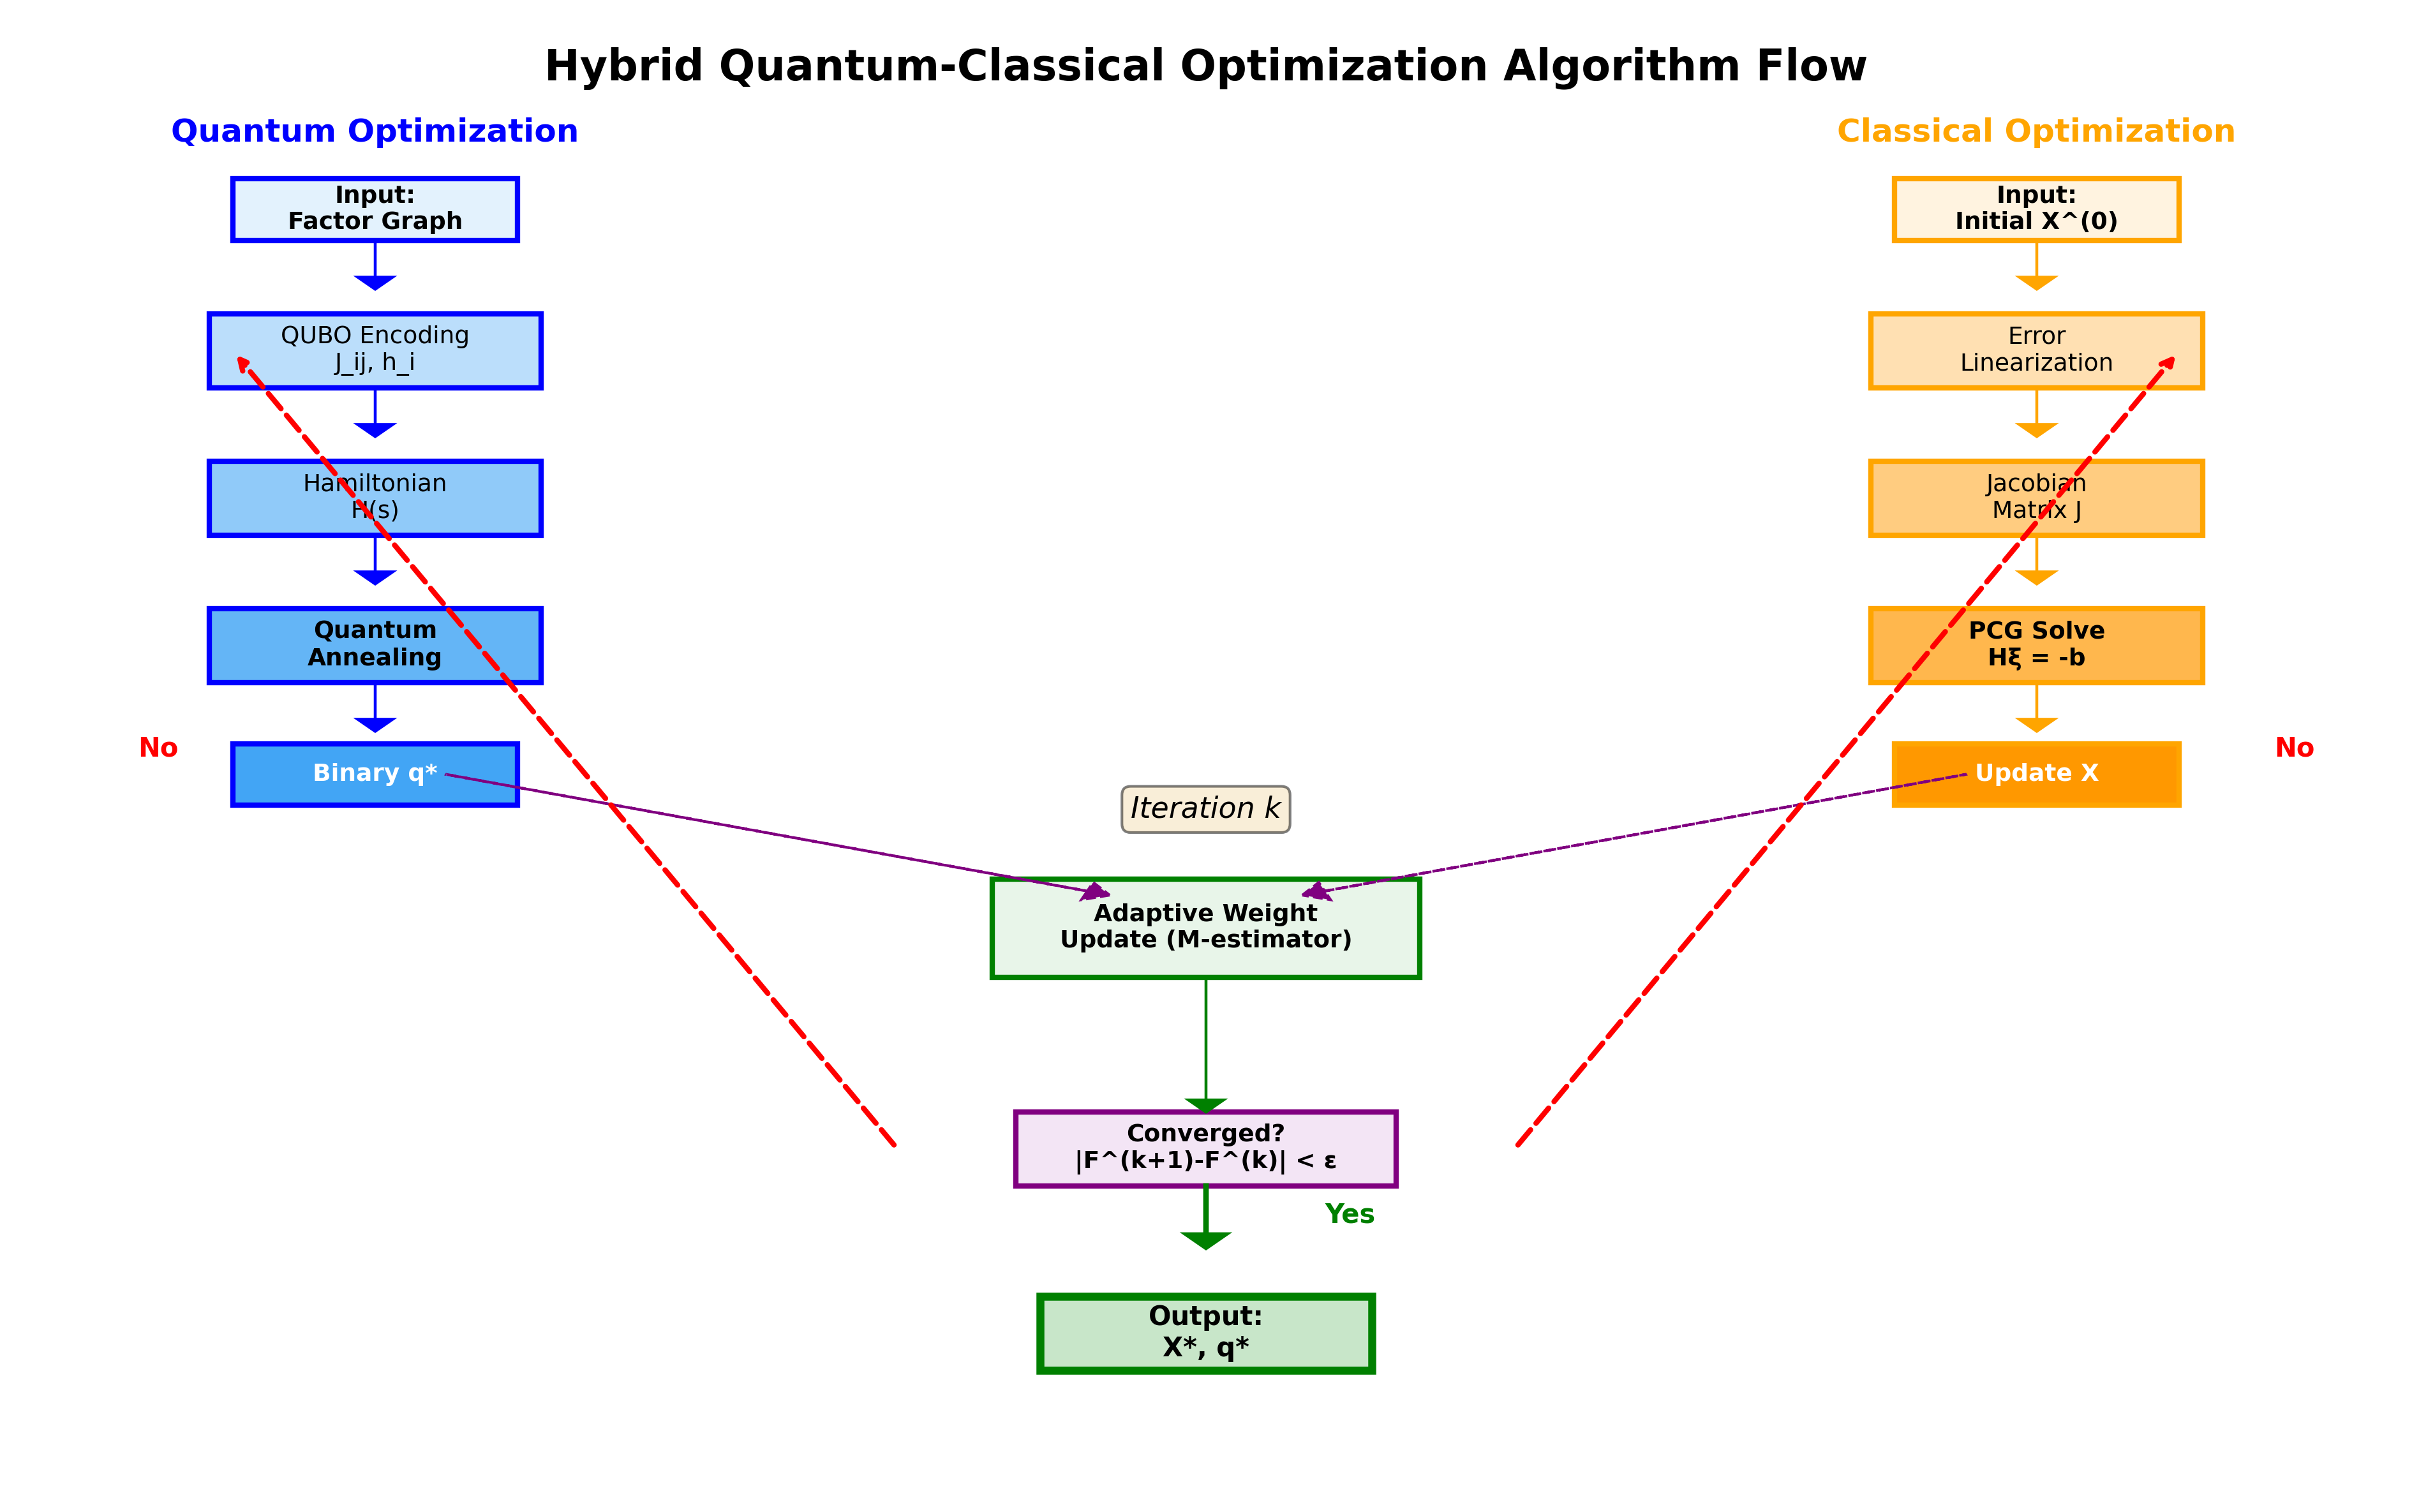 Hybrid Quantum-Classical Optimization Algorithm Flow
Quantum Optimization
Classical Optimization
Input:
Factor Graph
Input:
Initial X^(0)
QUBO Encoding
J_ij, h_i
Error
Linearization
Hamiltonian
H(s)
Jacobian
Matrix J
Quantum
Annealing
PCG Solve
Hξ = -b
No
Binary q*
Update X
No
Iteration k
Adaptive Weight
Update (M-estimator)
Converged?
|F^(k+1)-F^(k)| < ε
Yes
Output:
X*, q*